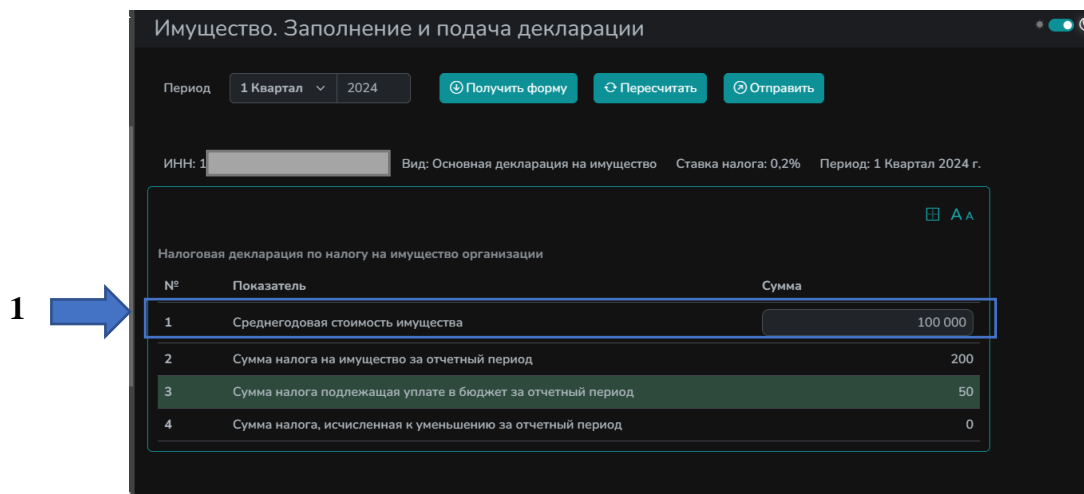 Имущество. Заполнение и подача декларации
Период 1 Квартал 2024 Получить форму Пересчитать Отправить
ИНН: 1 Вид: Основная декларация на имущество Ставка налога: 0,2% Период: 1 Квартал 2024 г.
A A
Налоговая декларация по налогу на имущество организации
№ Показатель Сумма
1
1 Среднегодовая стоимость имущества 100 000
2 Сумма налога на имущество за отчетный период 200
3 Сумма налога подлежащая уплате в бюджет за отчетный период 50
4 Сумма налога, исчисленная к уменьшению за отчетный период 0